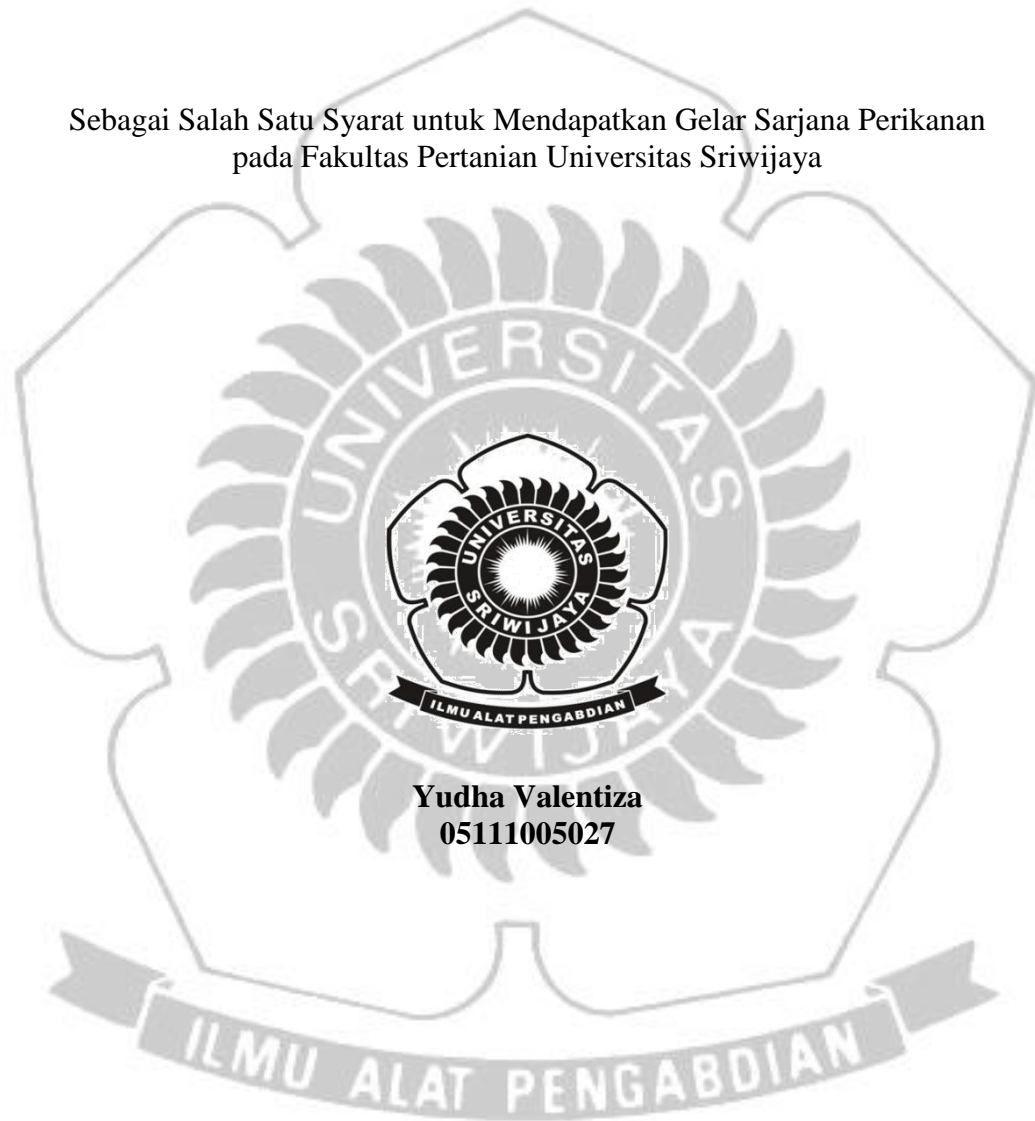 Sebagai Salah Satu Syarat untuk Mendapatkan Gelar Sarjana Perikanan
pada Fakultas Pertanian Universitas Sriwijaya
UNIVERSITAS
SRIWIJAYA
UNIVERSITAS
SRIWIJAYA
ILMU ALAT PENGABDIAN
Yudha Valentiza
05111005027
ILMU ALAT PENGABDIAN